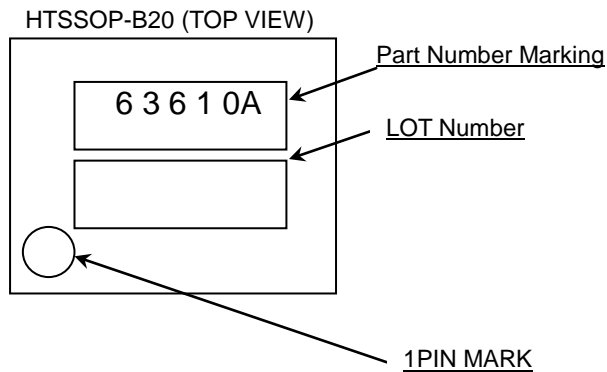 HTSSOP-B20 (TOP VIEW)
Part Number Marking
6 3 6 1 0A
LOT Number
1PIN MARK